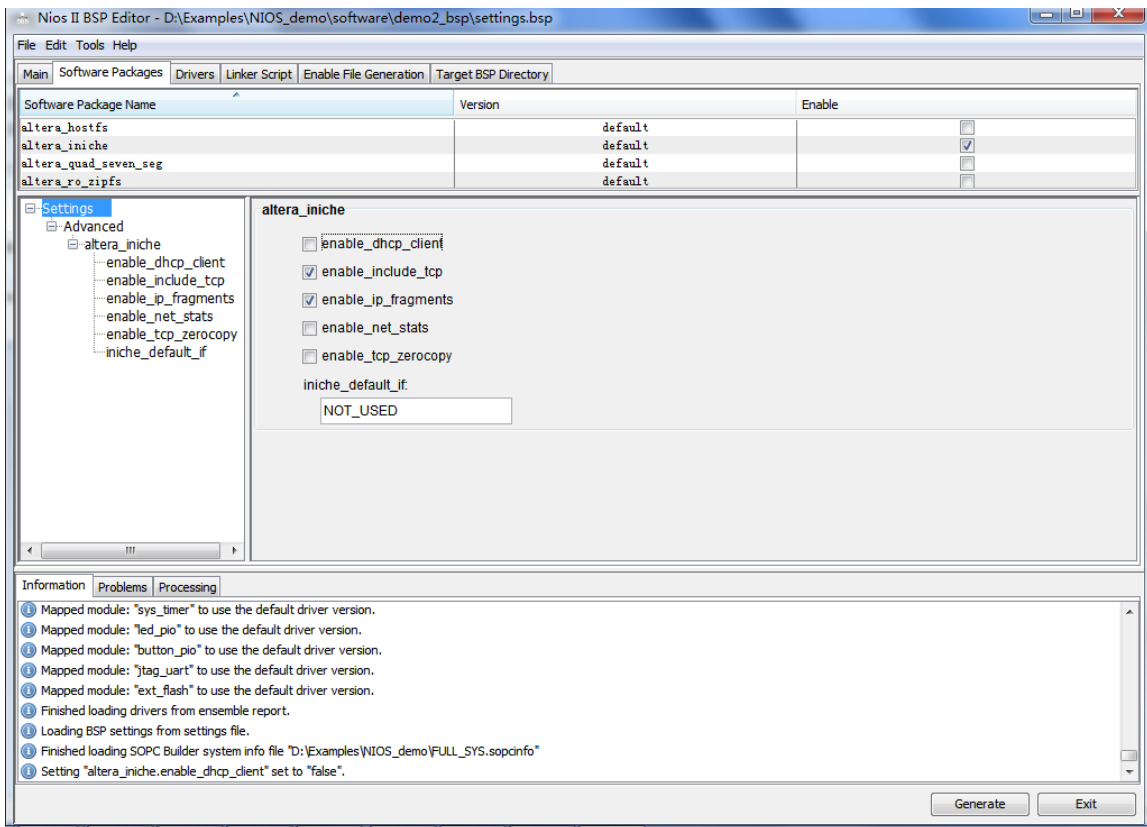 Nios II BSP Editor - D:\Examples\NIOS_demo\software\demo2_bsp\settings.bsp
File Edit Tools Help
Main Software Packages Drivers Linker Script Enable File Generation Target BSP Directory
Software Package Name Version Enable
altera_hostfs default
altera_iniche default
altera_quad_seven_seg default
altera_ro_zipfs default
Settings
Advanced
altera_iniche
enable_dhcp_client
enable_include_tcp
enable_ip_fragments
enable_net_stats
enable_tcp_zerocopy
iniche_default_if
altera_iniche
enable_dhcp_client
enable_include_tcp
enable_ip_fragments
enable_net_stats
enable_tcp_zerocopy
iniche_default_if:
NOT_USED
Information Problems Processing
Mapped module: "sys_timer" to use the default driver version.
Mapped module: "led_pio" to use the default driver version.
Mapped module: "button_pio" to use the default driver version.
Mapped module: "jtag_uart" to use the default driver version.
Mapped module: "ext_flash" to use the default driver version.
Finished loading drivers from ensemble report.
Loading BSP settings from settings file.
Finished loading SOPC Builder system info file "D:\Examples\NIOS_demo\FULL_SYS.sopcinfo"
Setting "altera_iniche.enable_dhcp_client" set to "false".
Generate Exit